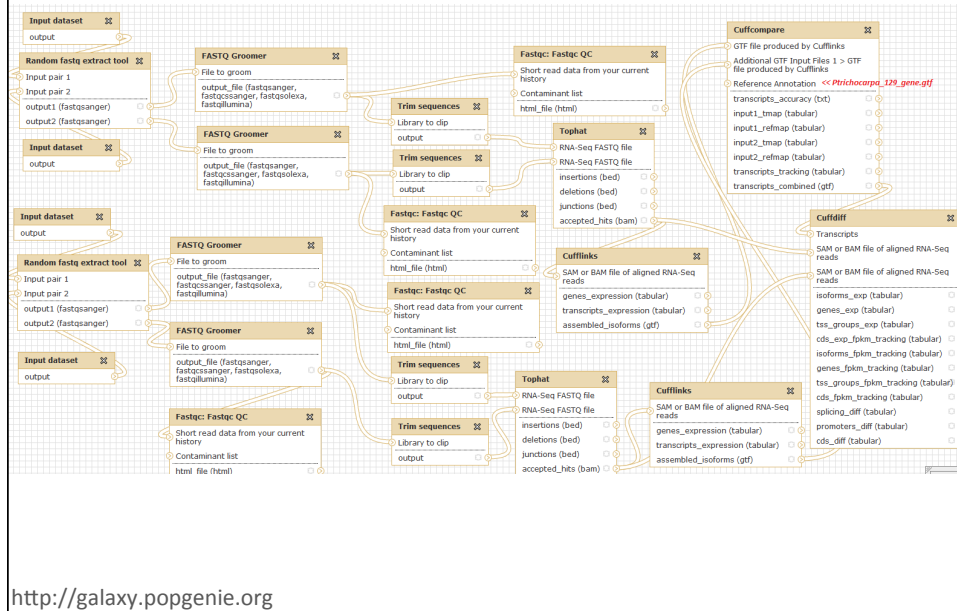 Input dataset
output
Random fastq extract tool
Input pair 1
Input pair 2
output1 (fastqsanger)
output2 (fastqsanger)
Input dataset
output
FASTQ Groomer
File to groom
output_file (fastqsanger,
fastqcssanger, fastqsolexa,
fastqillumina)
FASTQ Groomer
File to groom
output_file (fastqsanger,
fastqcssanger, fastqsolexa,
fastqillumina)
Fastqc: Fastqc QC
Short read data from your current
history
Contaminant list
html_file (html)
Trim sequences
Library to clip
output
Trim sequences
Library to clip
output
Fastqc: Fastqc QC
Short read data from your current
history
Contaminant list
html_file (html)
Tophat
RNA-Seq FASTQ file
RNA-Seq FASTQ file
insertions (bed)
deletions (bed)
junctions (bed)
accepted_hits (bam)
Cufflinks
SAM or BAM file of aligned RNA-Seq
reads
genes_expression (tabular)
transcripts_expression (tabular)
assembled_isoforms (gtf)
Cuffcompare
GTF file produced by Cufflinks
Additional GTF Input Files 1 > GTF
file produced by Cufflinks
Reference Annotation <<Ptrichocarpa_129_gene.gtf
transcripts_accuracy (txt)
input1_tmap (tabular)
input1_refmap (tabular)
input2_tmap (tabular)
input2_refmap (tabular)
transcripts_tracking (tabular)
transcripts_combined (gtf)
Input dataset
output
Random fastq extract tool
Input pair 1
Input pair 2
output1 (fastqsanger)
output2 (fastqsanger)
Input dataset
output
FASTQ Groomer
File to groom
output_file (fastqsanger,
fastqcssanger, fastqsolexa,
fastqillumina)
FASTQ Groomer
File to groom
output_file (fastqsanger,
fastqcssanger, fastqsolexa,
fastqillumina)
Fastqc: Fastqc QC
Short read data from your current
history
Contaminant list
html_file (html)
Fastqc: Fastqc QC
Short read data from your current
history
Contaminant list
html_file (html)
Trim sequences
Library to clip
output
Trim sequences
Library to clip
output
Tophat
RNA-Seq FASTQ file
RNA-Seq FASTQ file
insertions (bed)
deletions (bed)
junctions (bed)
accepted_hits (bam)
Cufflinks
SAM or BAM file of aligned RNA-Seq
reads
genes_expression (tabular)
transcripts_expression (tabular)
assembled_isoforms (gtf)
Cuffdiff
Transcripts
SAM or BAM file of aligned RNA-Seq
reads
SAM or BAM file of aligned RNA-Seq
reads
isoforms_exp (tabular)
genes_exp (tabular)
tss_groups_exp (tabular)
cds_exp_fpkm_tracking (tabular)
isoforms_fpkm_tracking (tabular)
genes_fpkm_tracking (tabular)
tss_groups_fpkm_tracking (tabular)
cds_fpkm_tracking (tabular)
splicing_diff (tabular)
promoters_diff (tabular)
cds_diff (tabular)
http://galaxy.popgenie.org